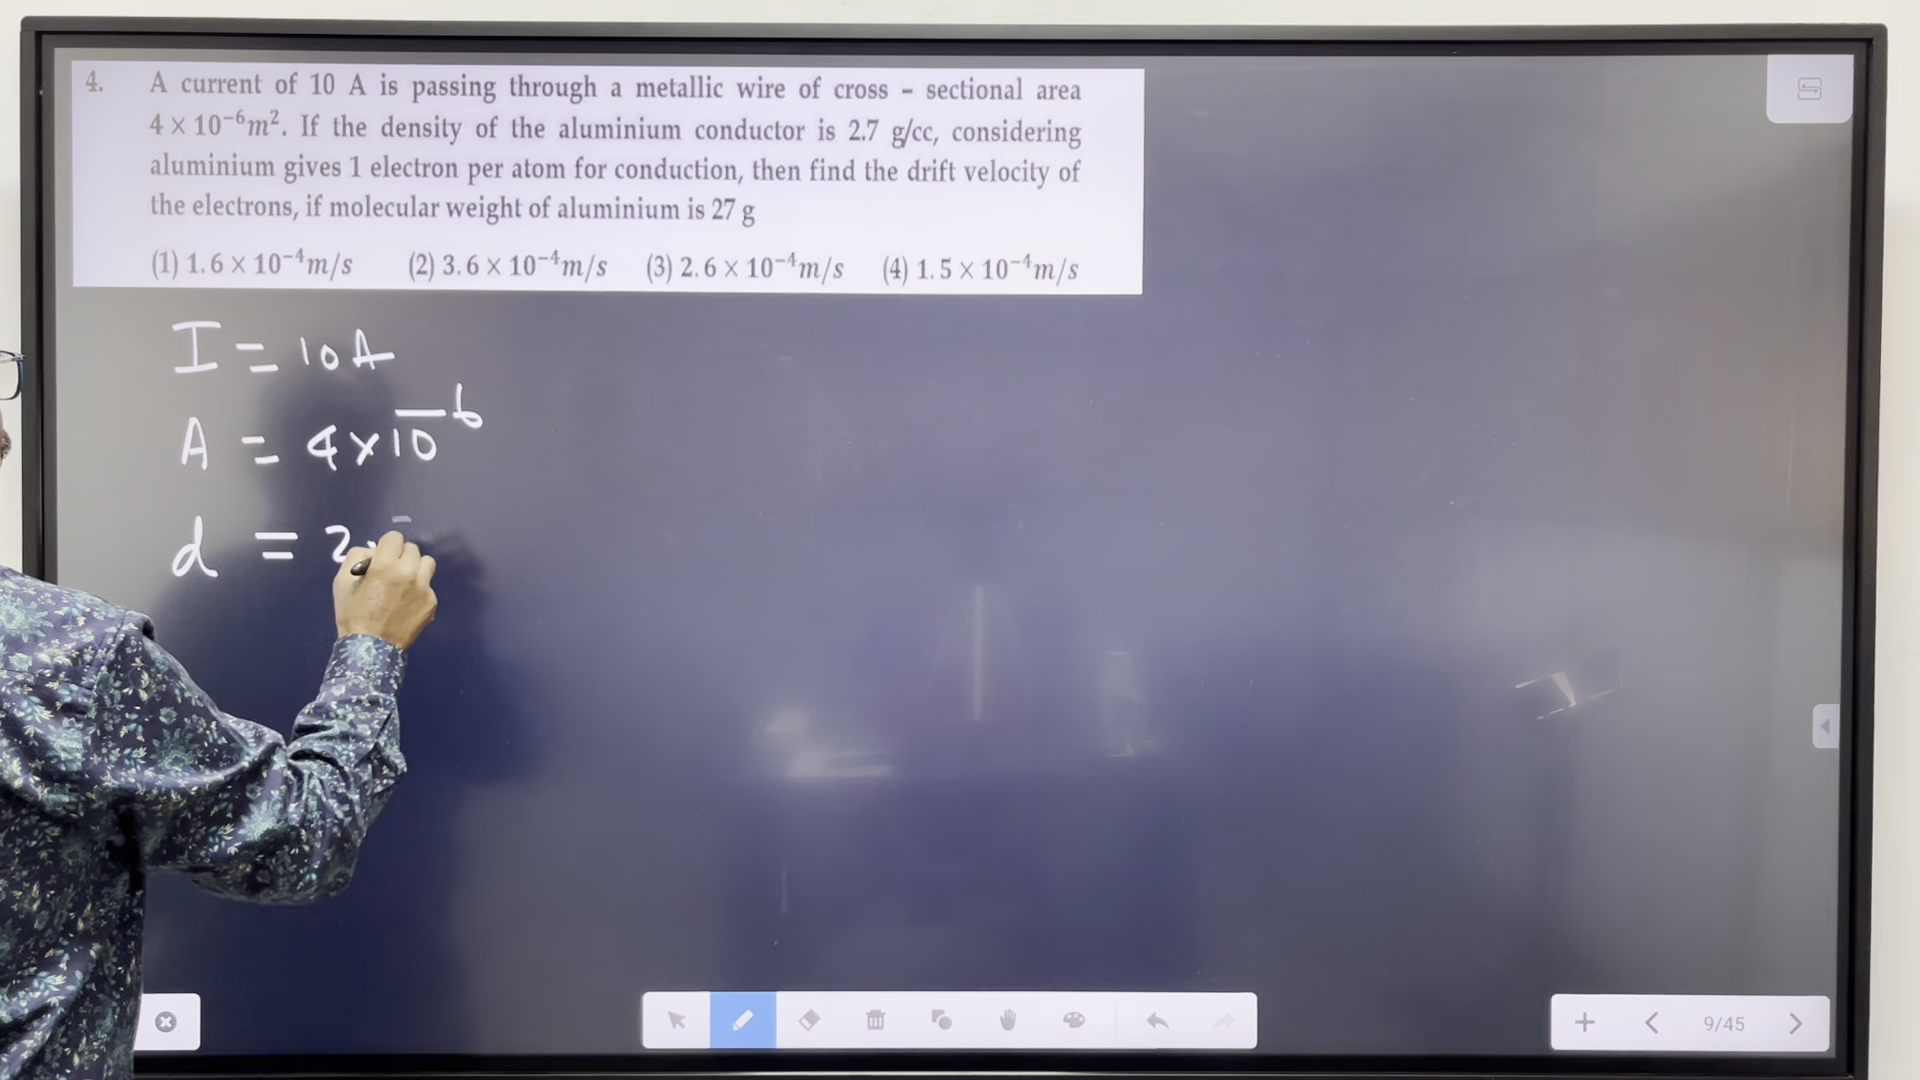 4. A current of 10 A is passing through a metallic wire of cross - sectional area
4 × 10⁻⁶m². If the density of the aluminium conductor is 2.7 g/cc, considering
aluminium gives 1 electron per atom for conduction, then find the drift velocity of
the electrons, if molecular weight of aluminium is 27 g
(1) 1.6 × 10⁻⁴m/s (2) 3.6 × 10⁻⁴m/s (3) 2.6 × 10⁻⁴m/s (4) 1.5 × 10⁻⁴m/s
I = 10 A
A = 4 × 10⁻⁶
d = 2.
9/45